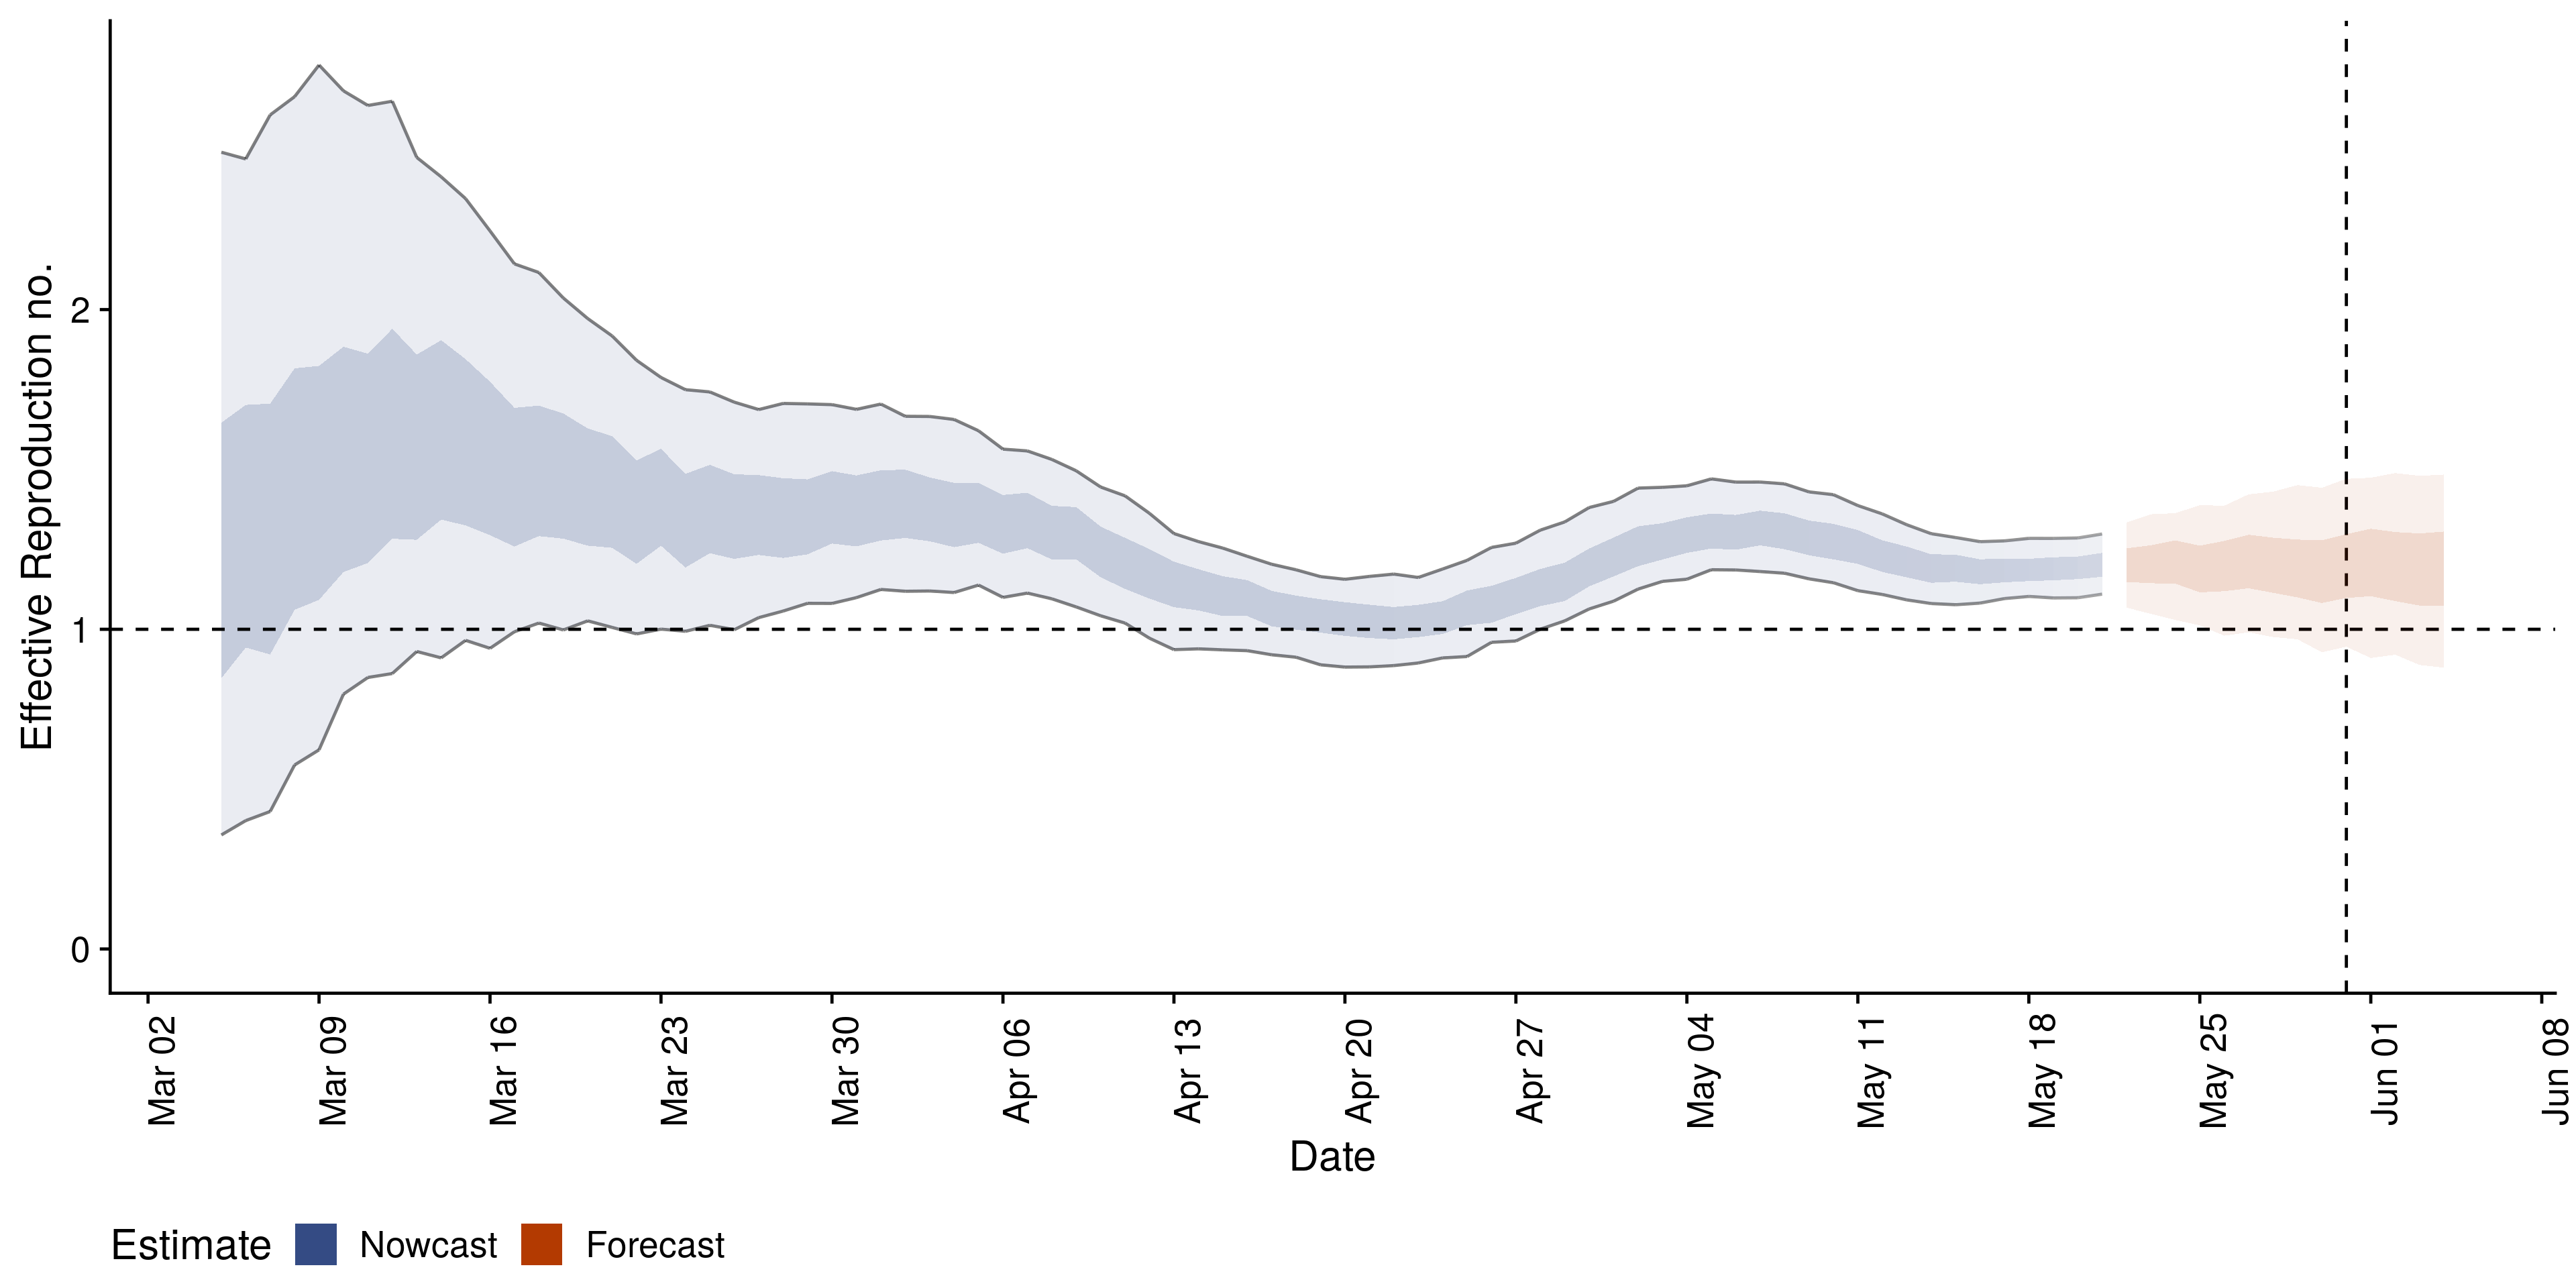 Effective Reproduction no.
2
1
0
Mar 02
Mar 09
Mar 16
Mar 23
Mar 30
Apr 06
Apr 13
Apr 20
Apr 27
May 04
May 11
May 18
May 25
Jun 01
Jun 08
Date
Estimate Nowcast Forecast